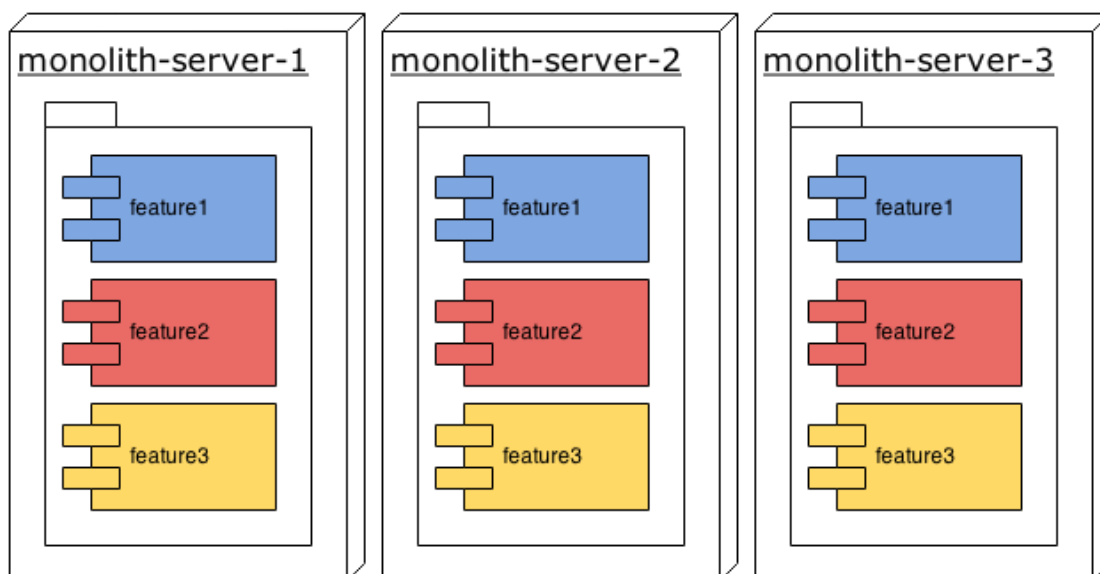 monolith-server-1
feature1
feature2
feature3
monolith-server-2
feature1
feature2
feature3
monolith-server-3
feature1
feature2
feature3